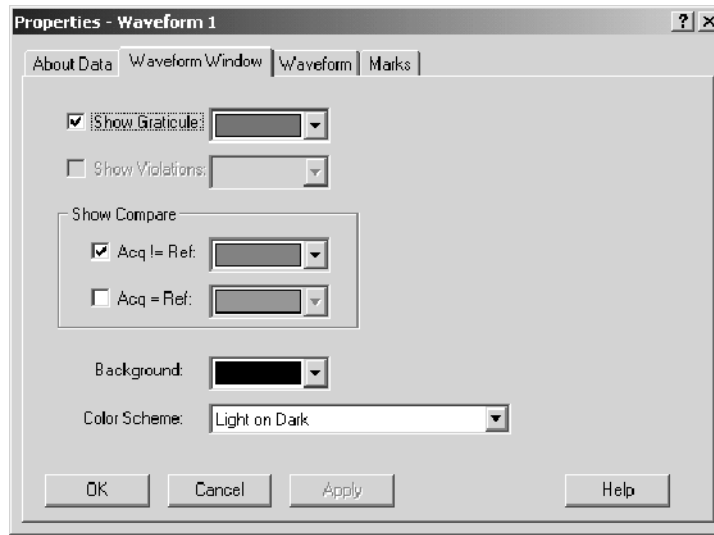 Properties - Waveform 1
? ×
About Data Waveform Window Waveform Marks
Show Graticule:
Show Violations:
Show Compare
Acq != Ref:
Acq = Ref:
Background:
Color Scheme: Light on Dark
OK Cancel Apply Help